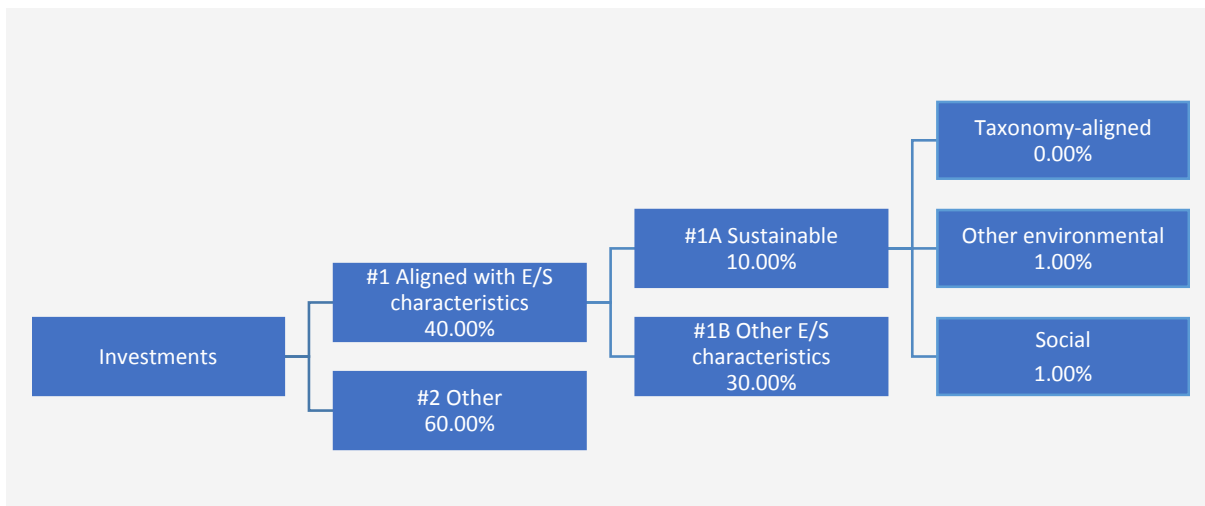 Investments
#1 Aligned with E/S
characteristics
40.00%
#2 Other
60.00%
#1A Sustainable
10.00%
#1B Other E/S
characteristics
30.00%
Taxonomy-aligned
0.00%
Other environmental
1.00%
Social
1.00%